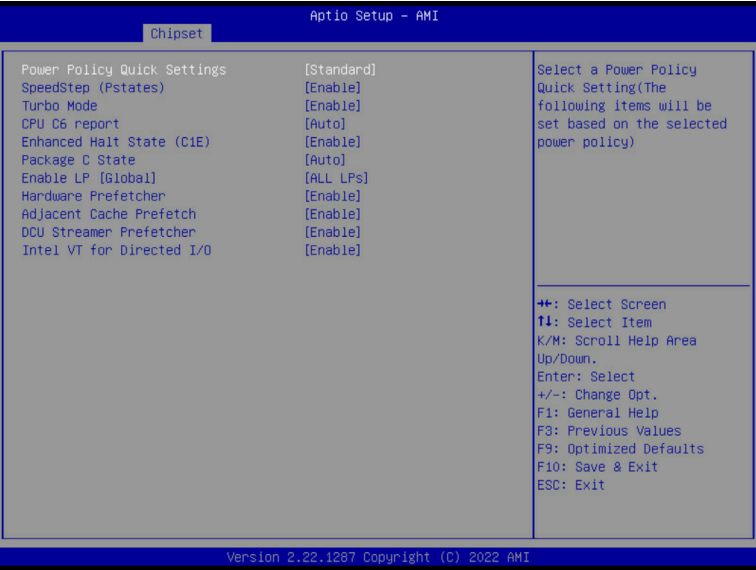 Aptio Setup – AMI
Chipset
Power Policy Quick Settings [Standard]
SpeedStep (Pstates) [Enable]
Turbo Mode [Enable]
CPU C6 report [Auto]
Enhanced Halt State (C1E) [Enable]
Package C State [Auto]
Enable LP [Global] [ALL LPs]
Hardware Prefetcher [Enable]
Adjacent Cache Prefetch [Enable]
DCU Streamer Prefetcher [Enable]
Intel VT for Directed I/O [Enable]
Select a Power Policy
Quick Setting(The
following items will be
set based on the selected
power policy)
→←: Select Screen
↑↓: Select Item
K/M: Scroll Help Area
Up/Down.
Enter: Select
+/-: Change Opt.
F1: General Help
F3: Previous Values
F9: Optimized Defaults
F10: Save & Exit
ESC: Exit
Version 2.22.1287 Copyright (C) 2022 AMI